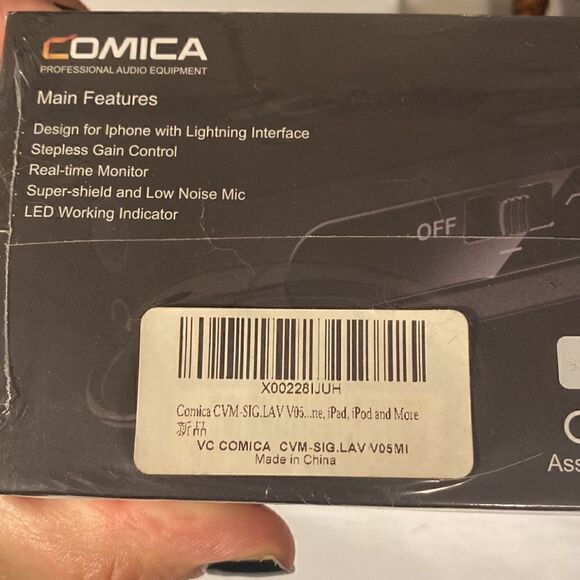 COMICA
PROFESSIONAL AUDIO EQUIPMENT
Main Features
. Design for Iphone with Lightning Interface
. Stepless Gain Control
. Real-time Monitor
. Super-shield and Low Noise Mic
. LED Working Indicator
OFF
X00228IJUH
Comica CVM-SIG.LAV V05...ne, iPad, iPod and More
新品
VC COMICA CVM-SIG.LAV V05MI
Made in China